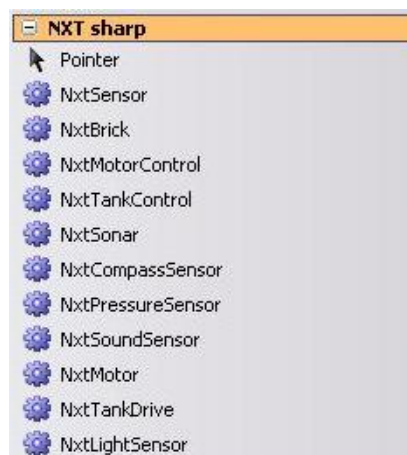 NXT sharp
Pointer
NxtSensor
NxtBrick
NxtMotorControl
NxtTankControl
NxtSonar
NxtCompassSensor
NxtPressureSensor
NxtSoundSensor
NxtMotor
NxtTankDrive
NxtLightSensor